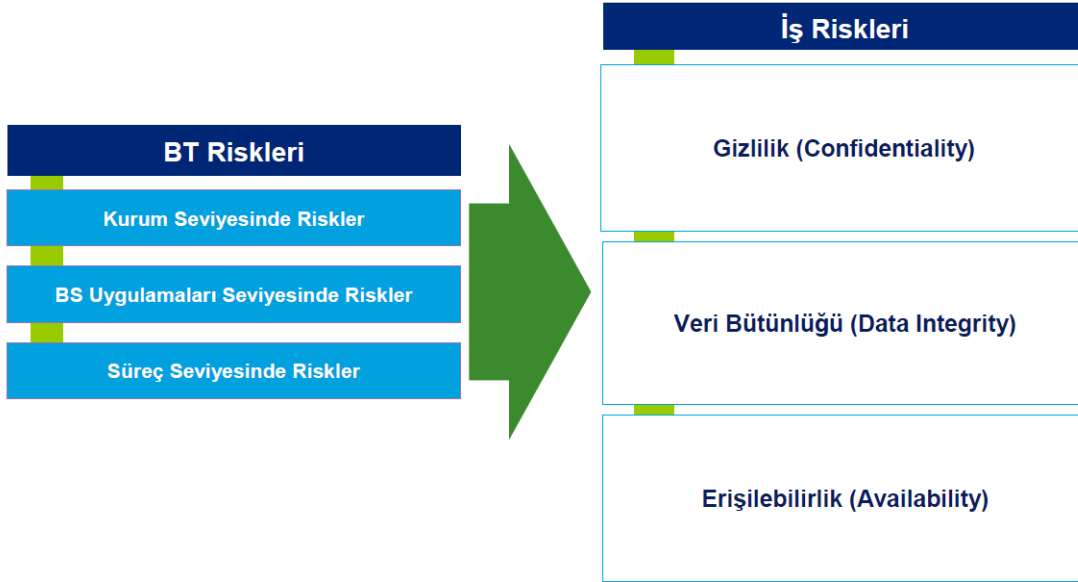 BT Riskleri
Kurum Seviyesinde Riskler
BS Uygulamaları Seviyesinde Riskler
Süreç Seviyesinde Riskler
İş Riskleri
Gizlilik (Confidentiality)
Veri Bütünlüğü (Data Integrity)
Erişilebilirlik (Availability)